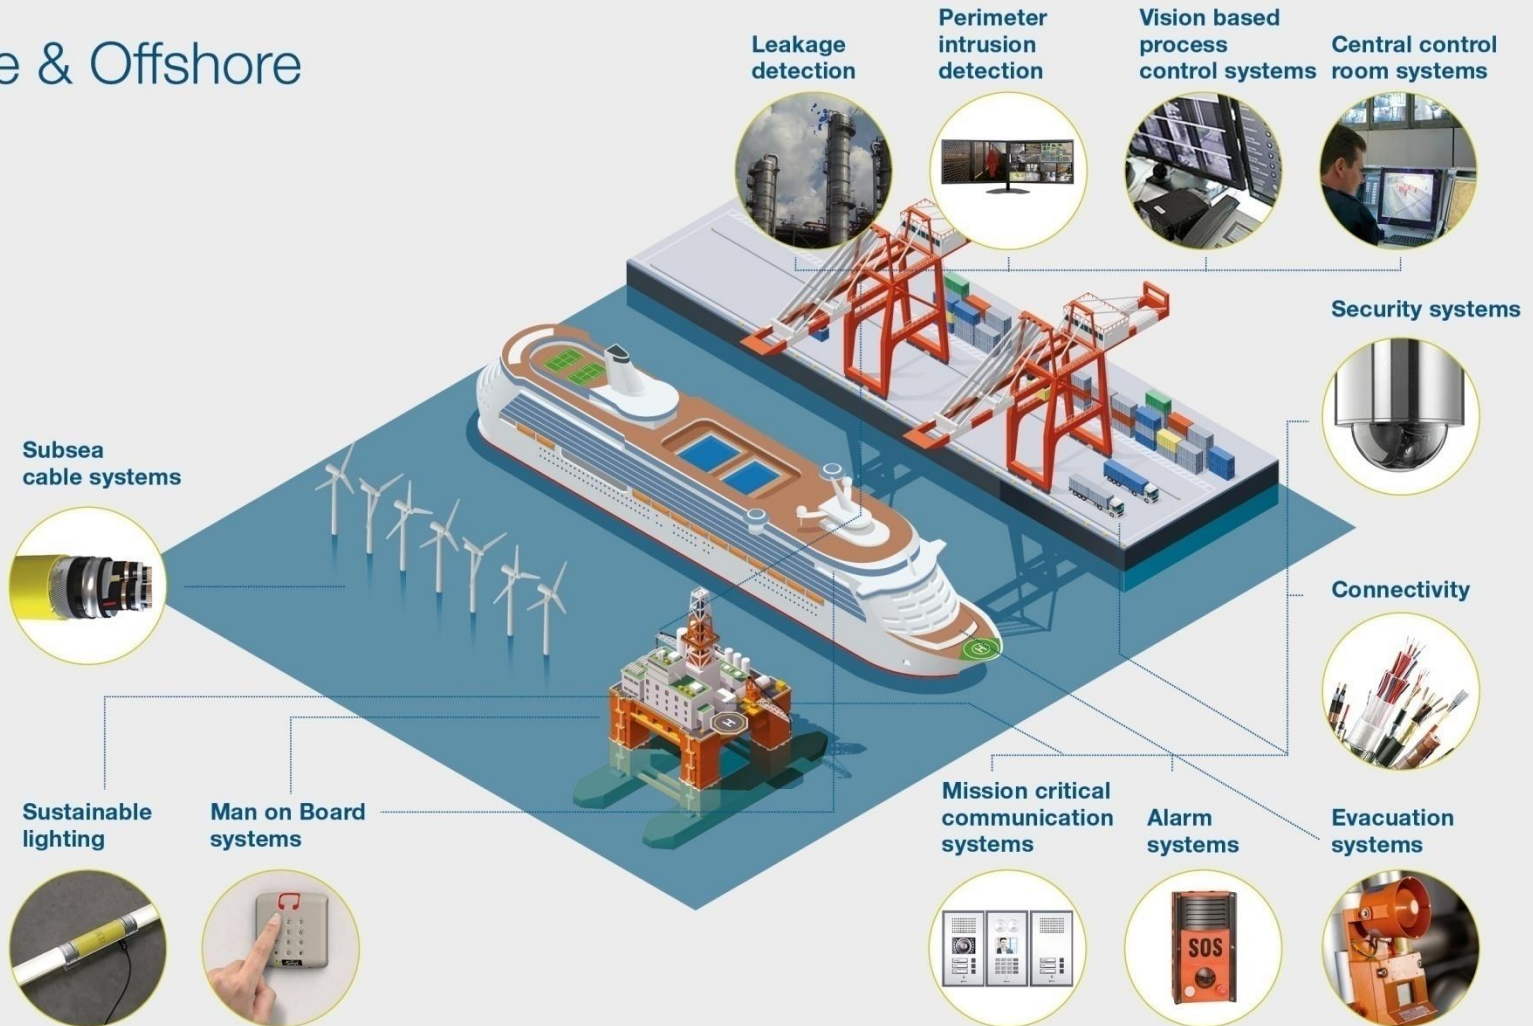 e & Offshore
Leakage
detection
Perimeter
intrusion
detection
Vision based
process
control systems
Central control
room systems
Security systems
Subsea
cable systems
Connectivity
Sustainable
lighting
Man on Board
systems
Mission critical
communication
systems
Alarm
systems
Evacuation
systems
SOS
H
H